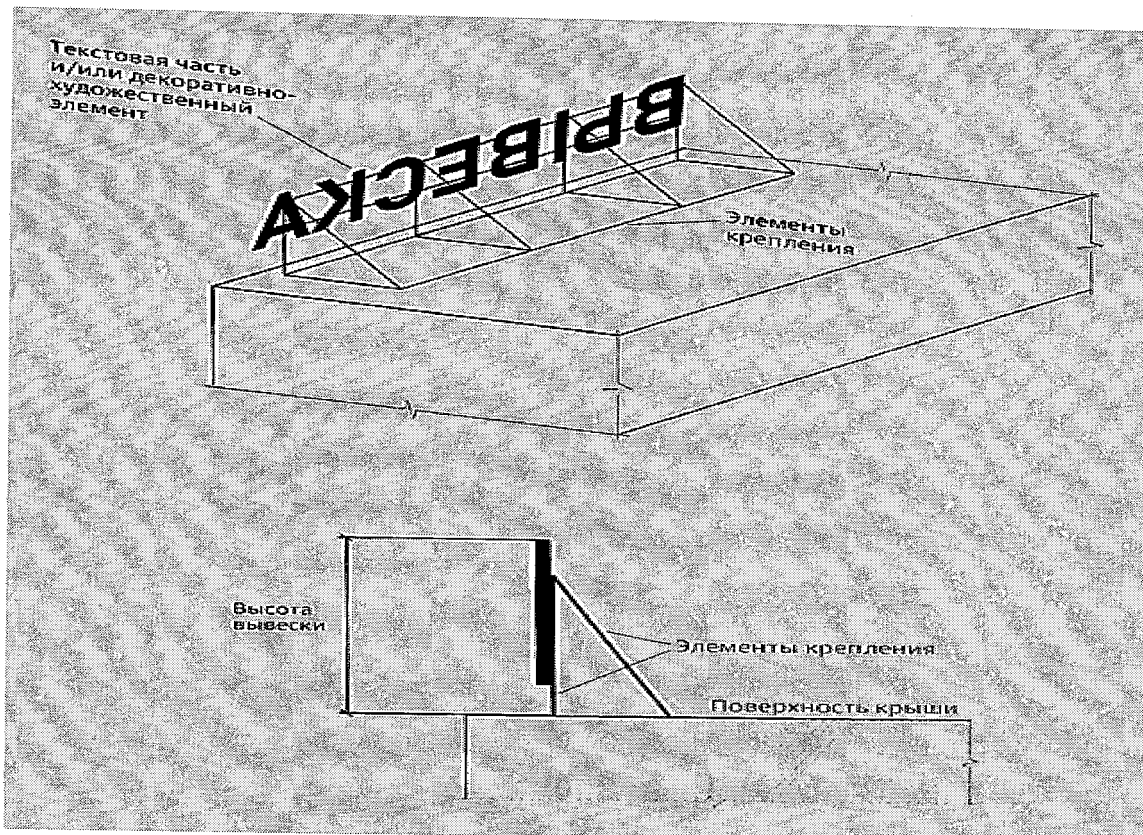 Текстовая часть
и/или декоративно-
художественный
элемент
ВЫВЕСКА
Элементы
крепления
Высота
вывески
Элементы крепления
Поверхность крыши